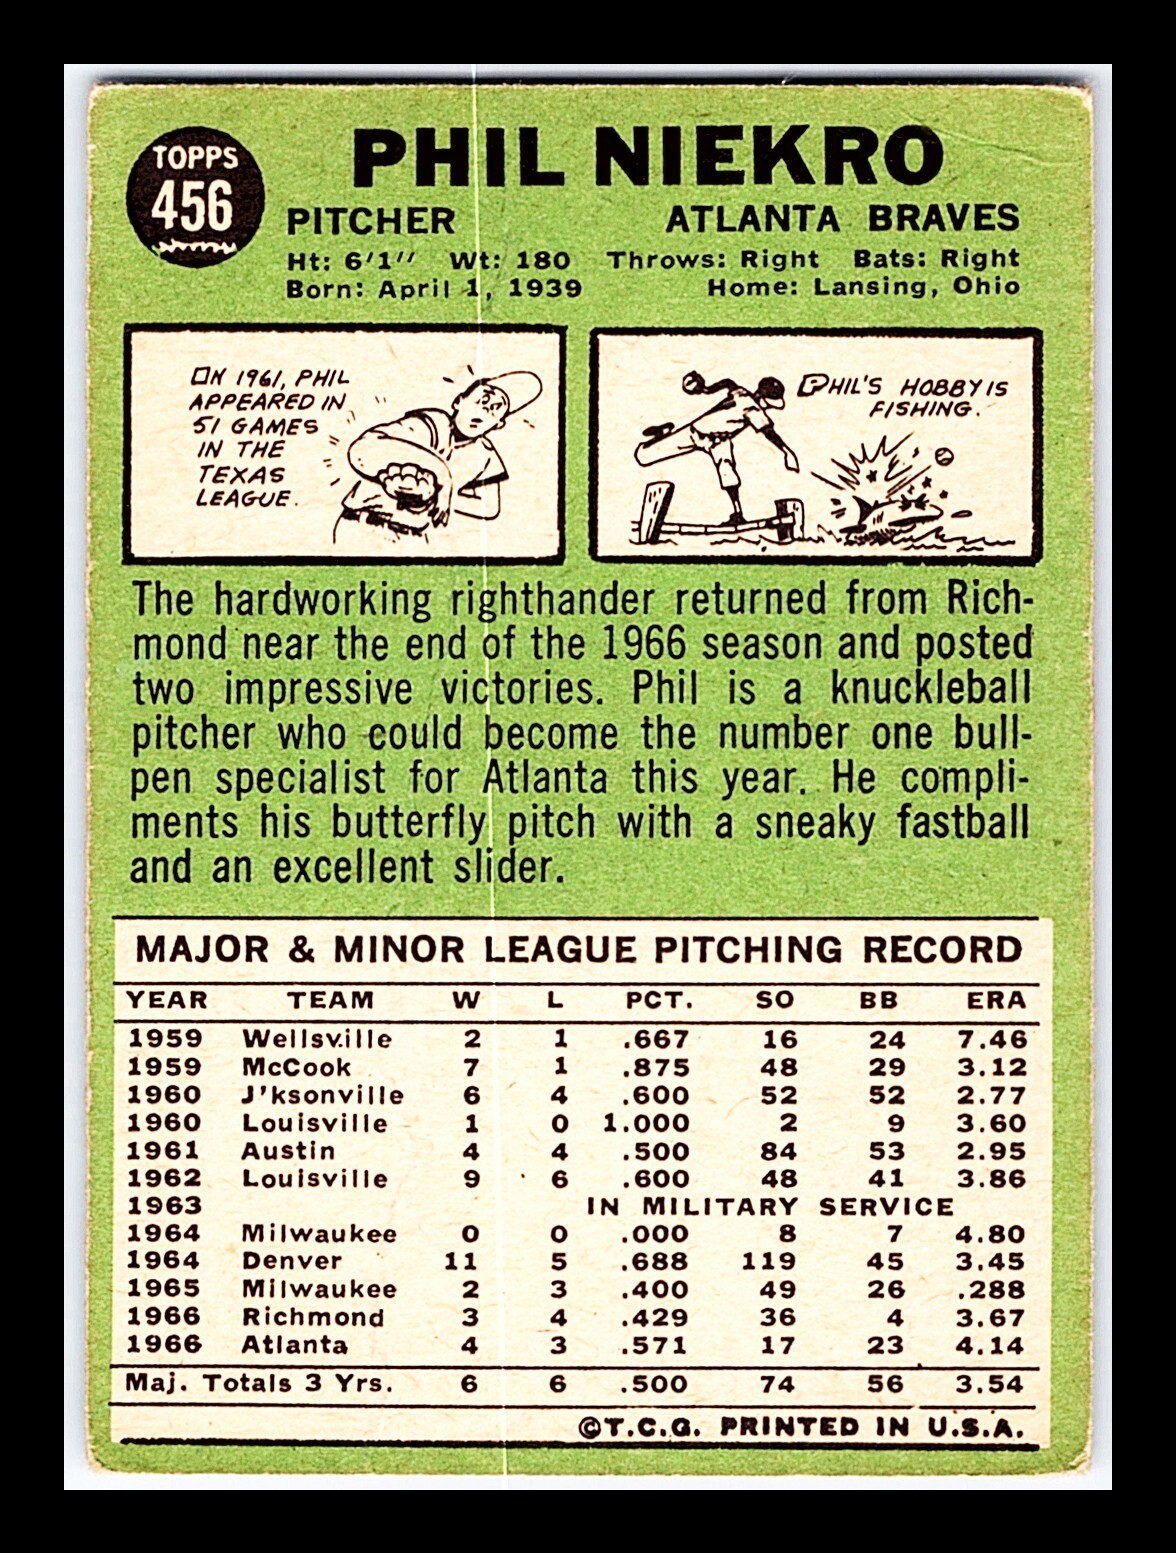 TOPPS
456
PHIL NIEKRO
PITCHER ATLANTA BRAVES
Ht: 6'1" Wt: 180 Throws: Right Bats: Right
Born: April 1, 1939 Home: Lansing, Ohio
IN 1961, PHIL
APPEARED IN
51 GAMES
IN THE
TEXAS
LEAGUE.
PHIL'S HOBBY IS
FISHING.
The hardworking righthander returned from Rich-
mond near the end of the 1966 season and posted
two impressive victories. Phil is a knuckleball
pitcher who could become the number one bull-
pen specialist for Atlanta this year. He compli-
ments his butterfly pitch with a sneaky fastball
and an excellent slider.
MAJOR & MINOR LEAGUE PITCHING RECORD
YEAR TEAM W L PCT. SO BB ERA
1959 Wellsville 2 1 .667 16 24 7.46
1959 McCook 7 1 .875 48 29 3.12
1960 J'ksonville 6 4 .600 52 52 2.77
1960 Louisville 1 0 1.000 2 9 3.60
1961 Austin 4 4 .500 84 53 2.95
1962 Louisville 9 6 .600 48 41 3.86
1963 IN MILITARY SERVICE
1964 Milwaukee 0 0 .000 8 7 4.80
1964 Denver 11 5 .688 119 45 3.45
1965 Milwaukee 2 3 .400 49 26 .288
1966 Richmond 3 4 .429 36 4 3.67
1966 Atlanta 4 3 .571 17 23 4.14
Maj. Totals 3 Yrs. 6 6 .500 74 56 3.54
©T.C.G. PRINTED IN U.S.A.